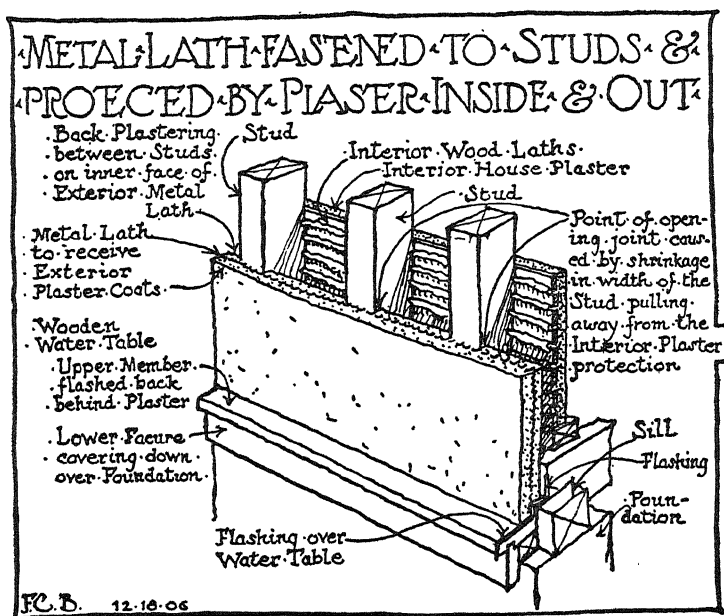 METAL·LATH·FASENED·TO·STUDS·&
PROECED·BY·PLASER·INSIDE·&·OUT
·Back Plastering·
·between·Studs·
·on·inner·face·of·
·Exterior·Metal
Lath
Stud
·Interior·Wood·Laths·
·Interior·House·Plaster
·Stud
·Metal·Lath
·to·receive
·Exterior
·Plaster·Coats·
Point·of·open-
ing·joint·caus-
ed·by·shrinkage
in·width·of·the
Stud·pulling·
away·from·the
Interior·Plaster
protection
·Wooden
·Water·Table
·Upper·Member·
·flashed·back
·behind·Plaster
·Lower·Facure
·covering·down·
over·Foundation·
Sill
Flashing
·Foun-
dation
Flashing·over
Water·Table
F.C.B. 12·18·06